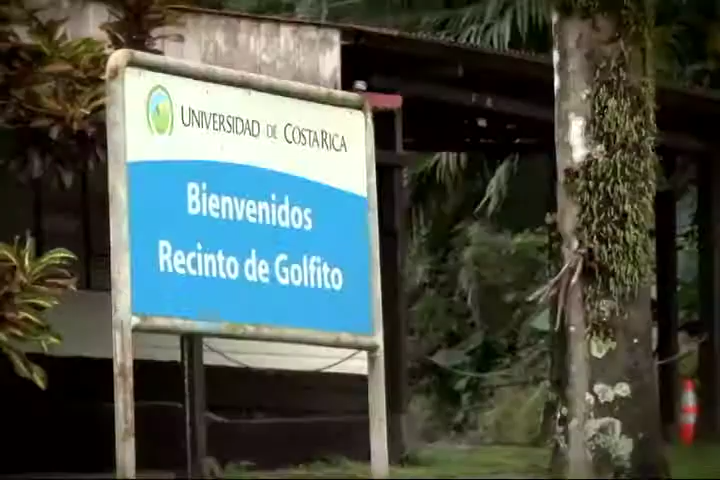 UNIVERSIDAD DE COSTA RICA
Bienvenidos
Recinto de Golfito